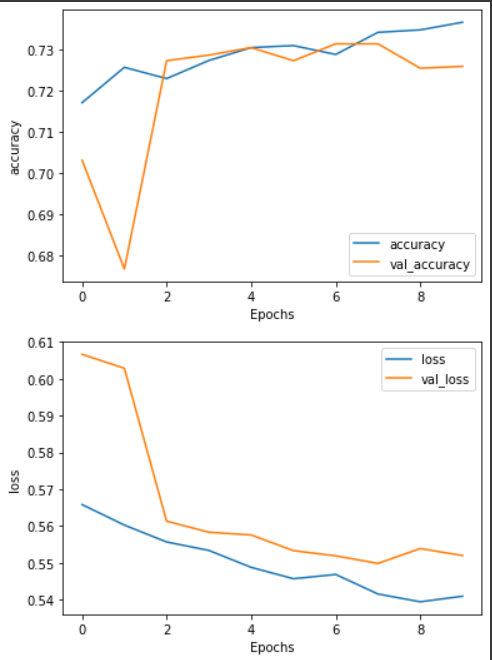 0.73
0.72
0.71
0.70
0.69
0.68
accuracy
accuracy
val_accuracy
0 2 4 6 8
Epochs
0.61
0.60
0.59
0.58
0.57
0.56
0.55
0.54
loss
loss
val_loss
0 2 4 6 8
Epochs